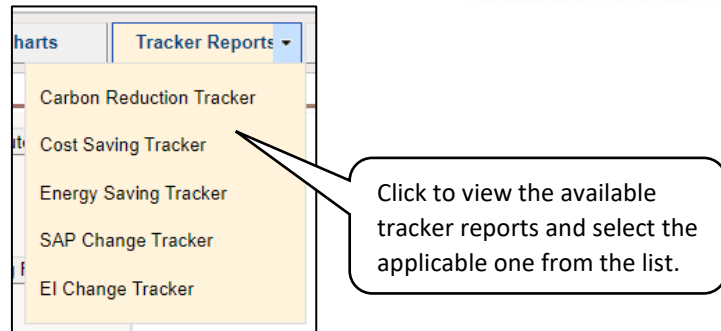 harts
Tracker Reports
Carbon Reduction Tracker
Cost Saving Tracker
Energy Saving Tracker
SAP Change Tracker
EI Change Tracker
Click to view the available
tracker reports and select the
applicable one from the list.